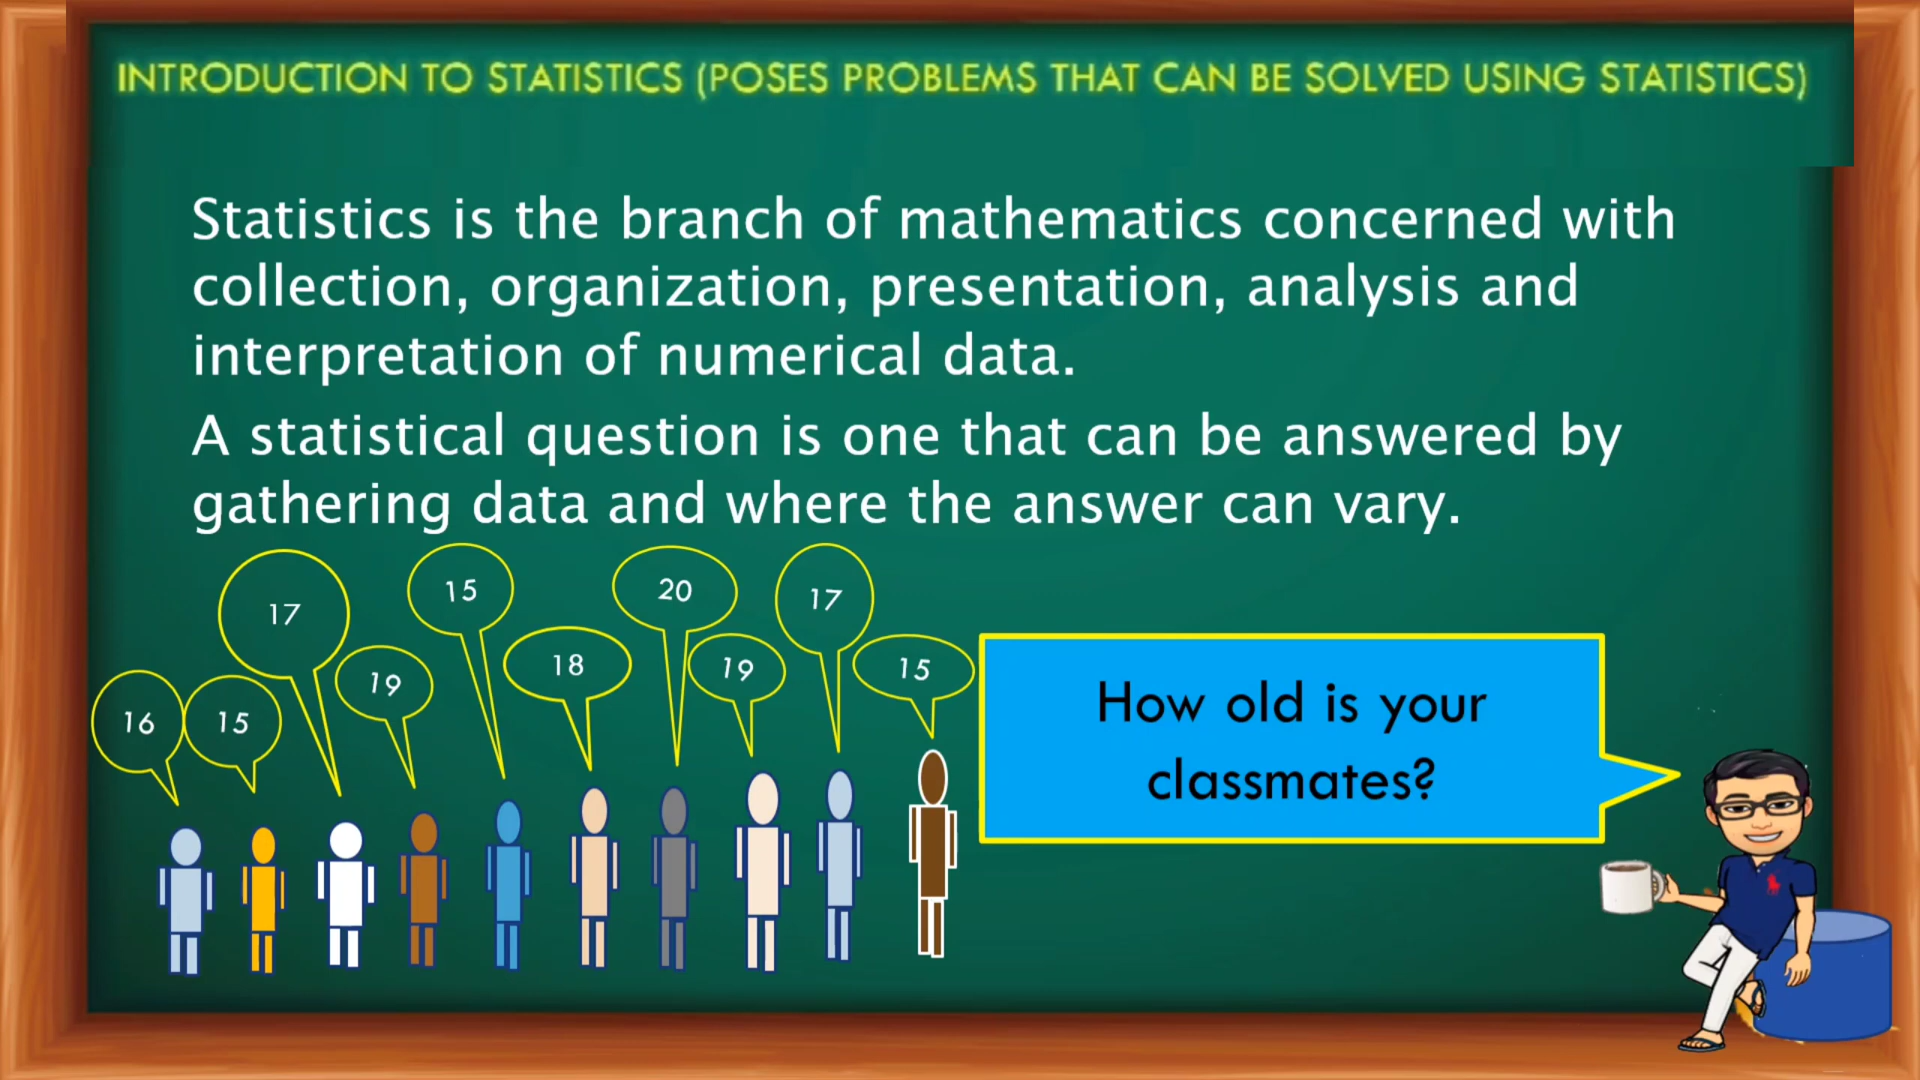 INTRODUCTION TO STATISTICS (POSES PROBLEMS THAT CAN BE SOLVED USING STATISTICS)
Statistics is the branch of mathematics concerned with
collection, organization, presentation, analysis and
interpretation of numerical data.
A statistical question is one that can be answered by
gathering data and where the answer can vary.
16
15
17
19
15
18
20
19
17
15
How old is your
classmates?